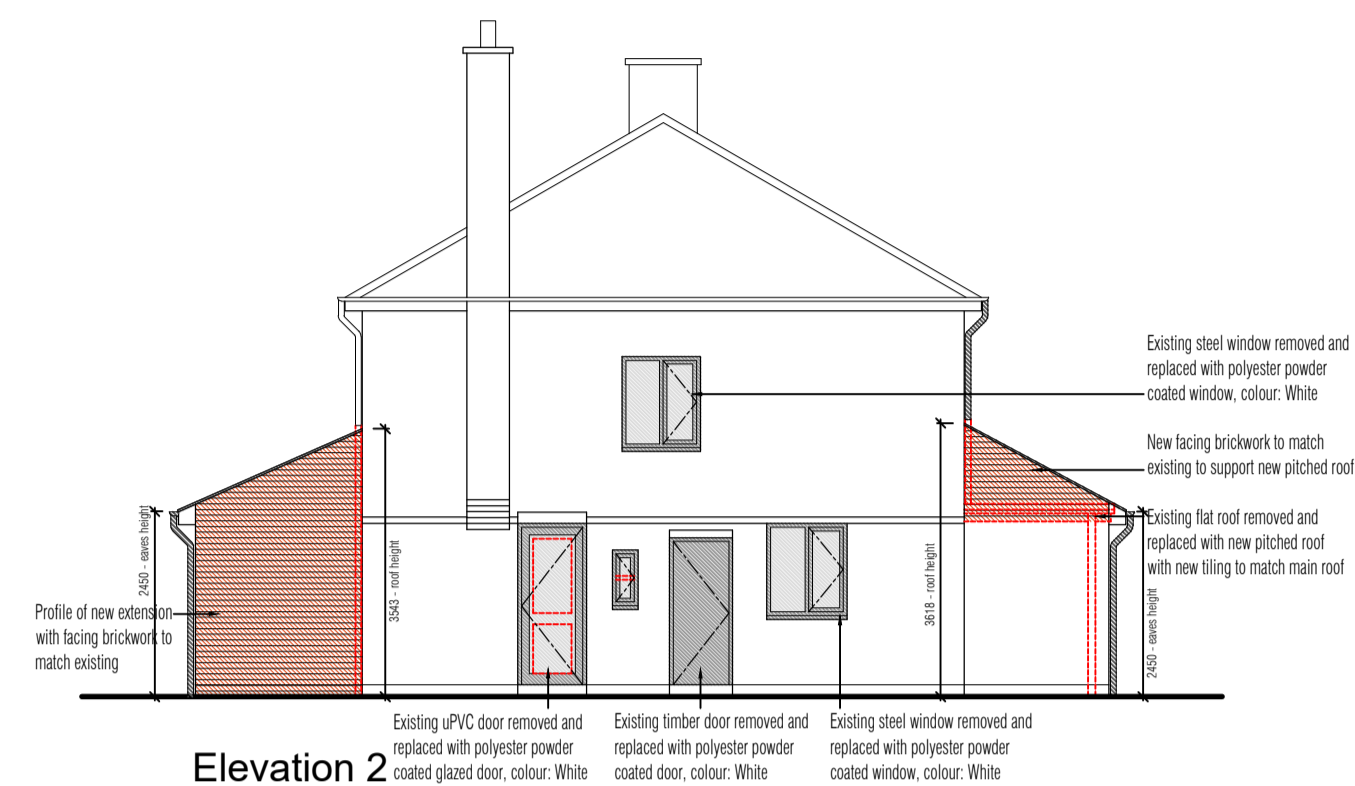 Existing steel window removed and
replaced with polyester powder
coated window, colour: White
New facing brickwork to match
existing to support new pitched roof
Existing flat roof removed and
replaced with new pitched roof
with new tiling to match main roof
2450 - eaves height
3543 - roof height
3618 - roof height
2450 - eaves height
Profile of new extension
with facing brickwork to
match existing
Existing uPVC door removed and
replaced with polyester powder
coated glazed door, colour: White
Existing timber door removed and
replaced with polyester powder
coated door, colour: White
Existing steel window removed and
replaced with polyester powder
coated window, colour: White
Elevation 2